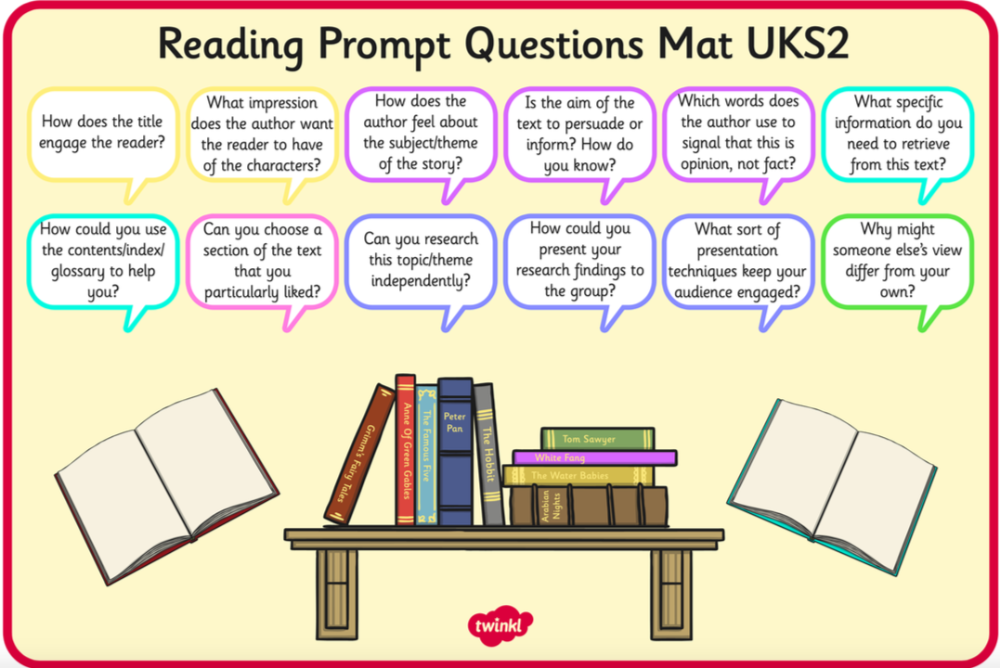 Reading Prompt Questions Mat UKS2
How does the title
engage the reader?
What impression
does the author want
the reader to have
of the characters?
How does the
author feel about
the subject/theme
of the story?
Is the aim of the
text to persuade or
inform? How do
you know?
Which words does
the author use to
signal that this is
opinion, not fact?
What specific
information do you
need to retrieve
from this text?
How could you use
the contents/index/
glossary to help
you?
Can you choose a
section of the text
that you
particularly liked?
Can you research
this topic/theme
independently?
How could you
present your
research findings to
the group?
What sort of
presentation
techniques keep your
audience engaged?
Why might
someone else's view
differ from your
own?
Grimm's Fairy Tales
Anne Of Green Gables
The Famous Five
Peter
Pan
The Hobbit
Tom Sawyer
White Fang
The Water Babies
Arabian
Nights
twinkl